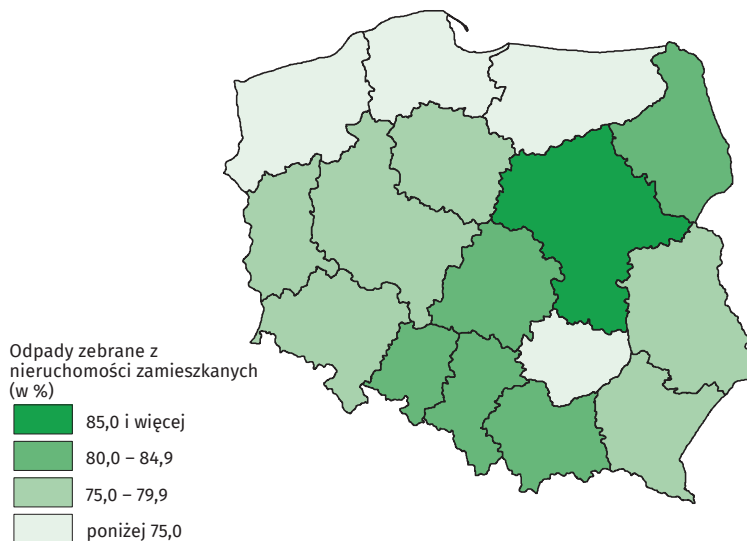 Odpady zebrane z
nieruchomości zamieszkanych
(w %)
85,0 i więcej
80,0 – 84,9
75,0 – 79,9
poniżej 75,0